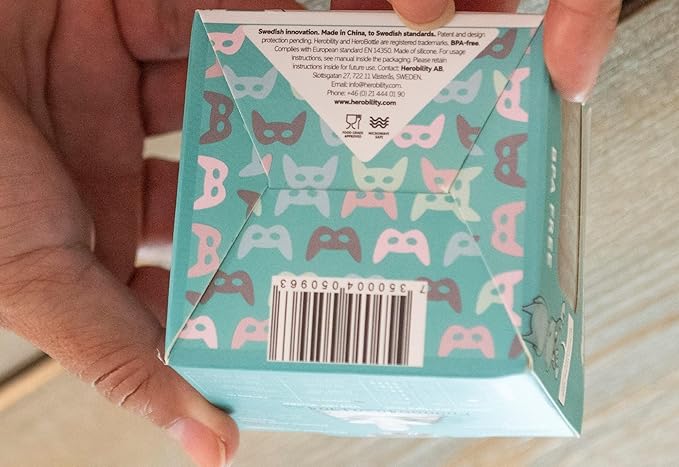 Swedish innovation. Made in China, to Swedish standards. Patent and design
protection pending. Herobility and HeroBottle are registered trademarks. BPA-free.
Complies with European standard EN 14350. Made of silicone. For usage
instructions, see manual inside the packaging. Please retain
instructions inside for future use. Contact: Herobility AB,
Slottsgatan 27, 722 11 Västerås, SWEDEN.
Email: info@herobility.com.
Phone: +46 (0) 21 444 01 90
www.herobility.com
FOOD GRADE
APPROVED
MICROWAVE
SAFE
BPA FREE
7 350004 050963